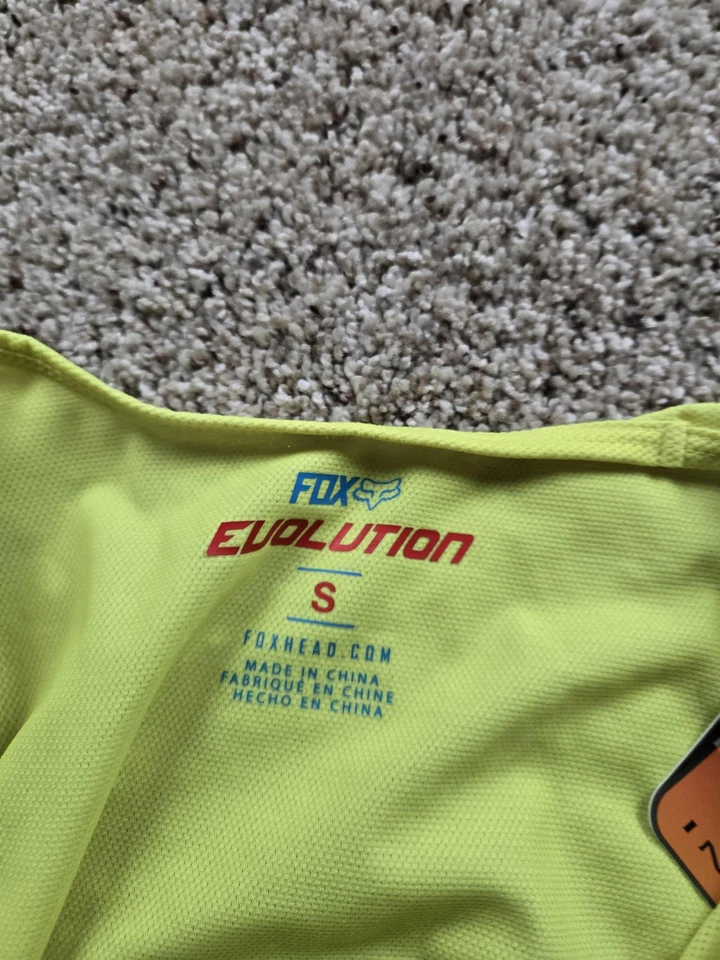 FOX
EVOLUTION
S
FOXHEAD.COM
MADE IN CHINA
FABRIQUÉ EN CHINE
HECHO EN CHINA